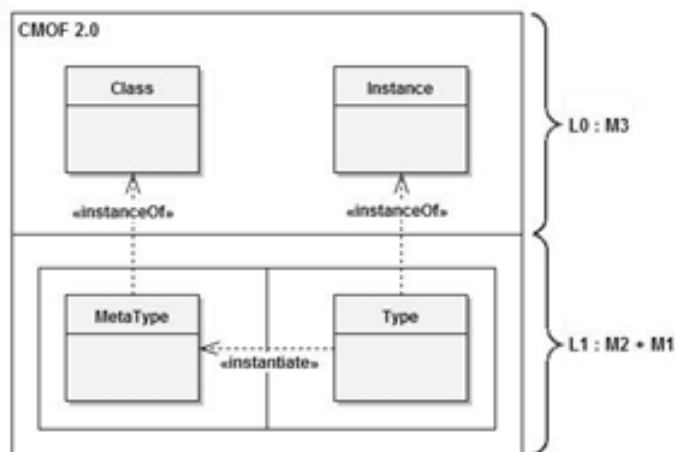 CMOF 2.0
Class
Instance
L0 : M3
«instanceOf»
«instanceOf»
MetaType
Type
«instantiate»
L1 : M2 + M1